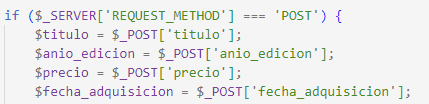 if ($_SERVER['REQUEST_METHOD'] === 'POST') {
    $titulo = $_POST['titulo'];
    $anio_edicion = $_POST['anio_edicion'];
    $precio = $_POST['precio'];
    $fecha_adquisicion = $_POST['fecha_adquisicion'];